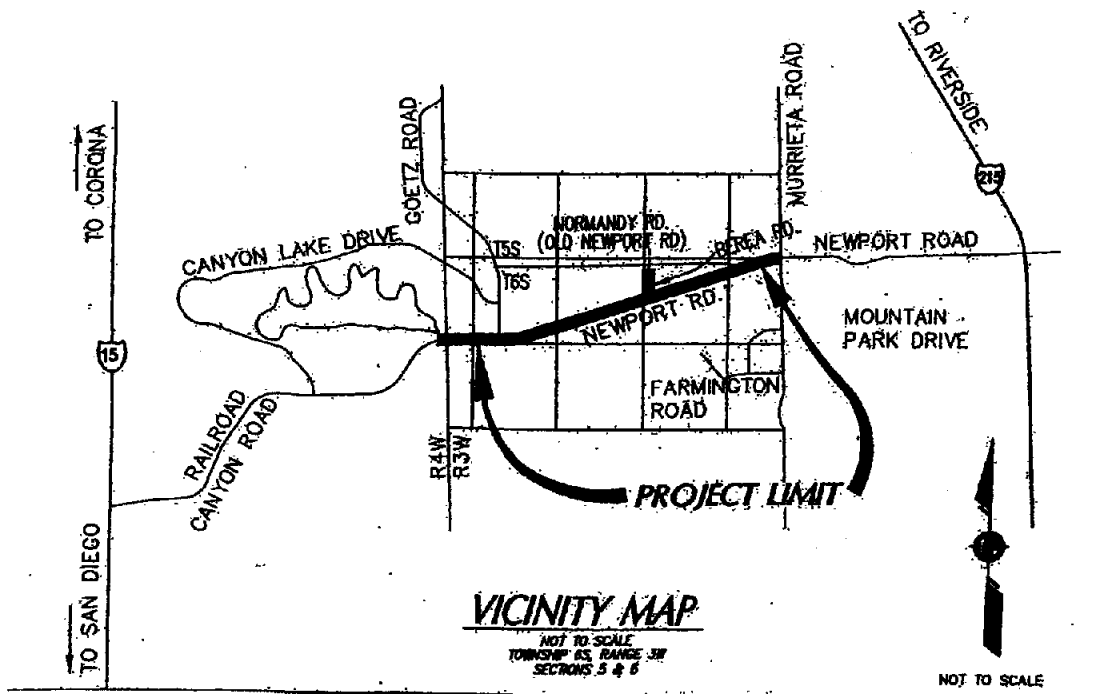 TO RIVERSIDE
215
MURRIETA ROAD
TO CORONA
GOETZ ROAD
NORMANDY RD.
(OLD NEWPORT RD)
BEREA RD.
NEWPORT ROAD
CANYON LAKE DRIVE
T5S
T6S
NEWPORT RD.
MOUNTAIN
PARK DRIVE
15
FARMINGTON
ROAD
RAILROAD
CANYON ROAD
R4W
R3W
PROJECT LIMIT
TO SAN DIEGO
VICINITY MAP
NOT TO SCALE
TOWNSHIP 6S, RANGE 3W
SECTIONS 5 & 6
NOT TO SCALE